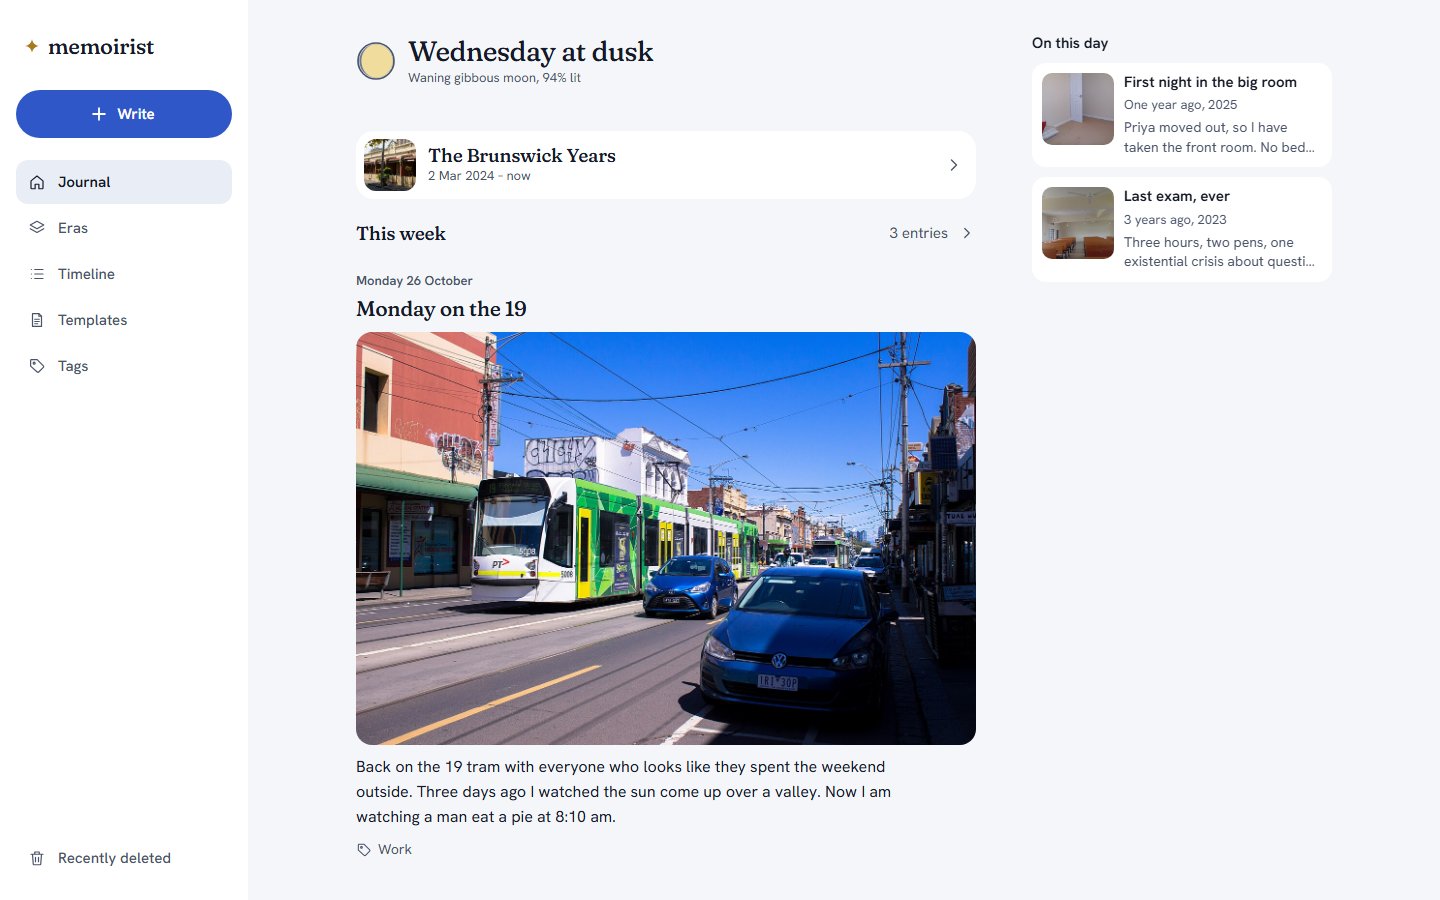 memoirist
Write
Journal
Eras
Timeline
Templates
Tags
Recently deleted
Wednesday at dusk
Waning gibbous moon, 94% lit
The Brunswick Years
2 Mar 2024 - now
This week
3 entries
Monday 26 October
Monday on the 19
CLICHY
PT>
5008
5008
Back on the 19 tram with everyone who looks like they spent the weekend
outside. Three days ago I watched the sun come up over a valley. Now I am
watching a man eat a pie at 8:10 am.
Work
On this day
First night in the big room
One year ago, 2025
Priya moved out, so I have
taken the front room. No bed...
Last exam, ever
3 years ago, 2023
Three hours, two pens, one
existential crisis about questi...